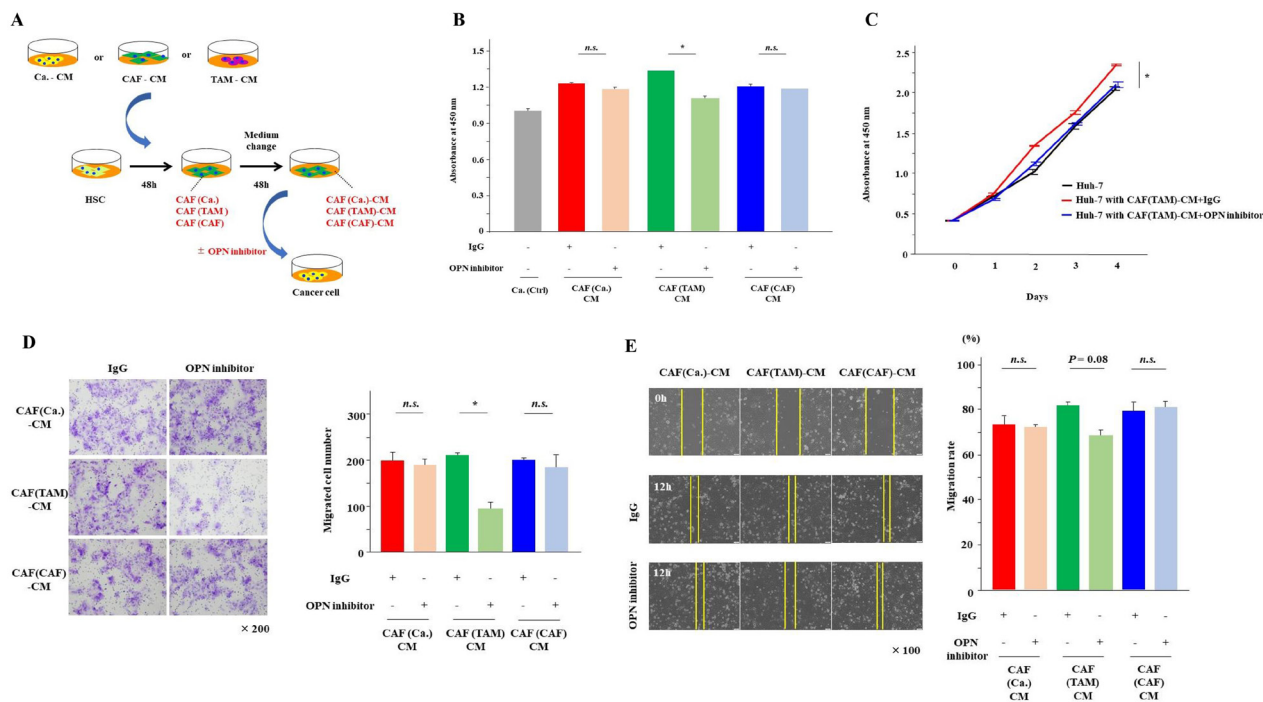 A
Ca. - CM
or
CAF - CM
or
TAM - CM
HSC
48h
Medium
change
48h
CAF (Ca.)
CAF (TAM)
CAF (CAF)
CAF (Ca.)-CM
CAF (TAM)-CM
CAF (CAF)-CM
± OPN inhibitor
Cancer cell
B
Absorbance at 450 nm
1.5
1.2
0.9
1.2
0.3
0
n.s.
*
n.s.
IgG
- + - + - + -
OPN inhibitor
- - + - + - +
Ca. (Ctrl)
CAF (Ca.)
CM
CAF (TAM)
CM
CAF (CAF)
CM
C
Absorbance at 450 nm
2.5
2.0
1.5
1.0
0.5
0.0
*
Huh-7
Huh-7 with CAF(TAM)-CM+IgG
Huh-7 with CAF(TAM)-CM+OPN inhibitor
0 1 2 3 4
Days
D
IgG
OPN inhibitor
CAF(Ca.)
-CM
CAF(TAM)
-CM
CAF(CAF)
-CM
× 200
Migrated cell number
300
200
100
0
n.s.
*
n.s.
IgG
+ - + - + -
OPN inhibitor
- + - + - +
CAF (Ca.)
CM
CAF (TAM)
CM
CAF (CAF)
CM
E
CAF(Ca.)-CM
CAF(TAM)-CM
CAF(CAF)-CM
0h
IgG
12h
OPN inhibitor
12h
× 100
(%)
Migration rate
100
80
60
40
20
0
n.s.
P = 0.08
n.s.
IgG
+ - + - + -
OPN
inhibitor
- + - + - +
CAF
(Ca.)
CM
CAF
(TAM)
CM
CAF
(CAF)
CM